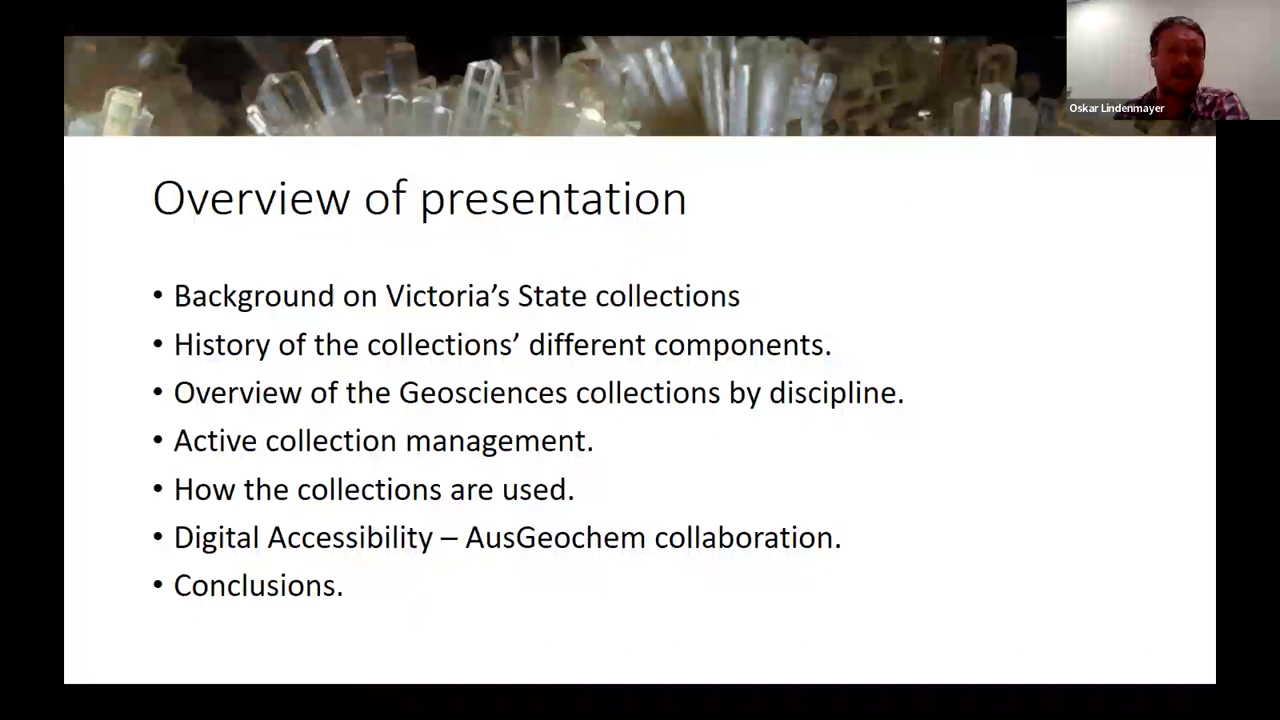 Oskar Lindenmayer
Overview of presentation
• Background on Victoria’s State collections
• History of the collections’ different components.
• Overview of the Geosciences collections by discipline.
• Active collection management.
• How the collections are used.
• Digital Accessibility – AusGeochem collaboration.
• Conclusions.